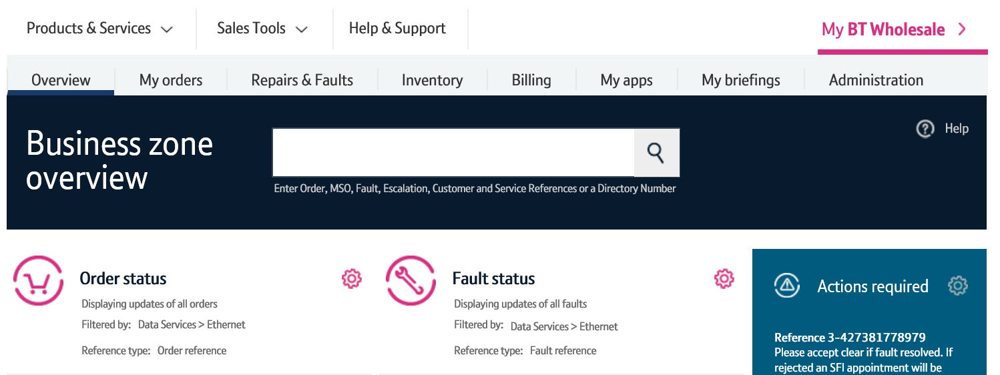 Products & Services
Sales Tools
Help & Support
My BT Wholesale
Overview
My orders
Repairs & Faults
Inventory
Billing
My apps
My briefings
Administration
Business zone
overview
Enter Order, MSO, Fault, Escalation, Customer and Service References or a Directory Number
Help
Order status
Displaying updates of all orders
Filtered by: Data Services > Ethernet
Reference type: Order reference
Fault status
Displaying updates of all faults
Filtered by: Data Services > Ethernet
Reference type: Fault reference
Actions required
Reference 3-427381778979
Please accept clear if fault resolved. If
rejected an SFI appointment will be